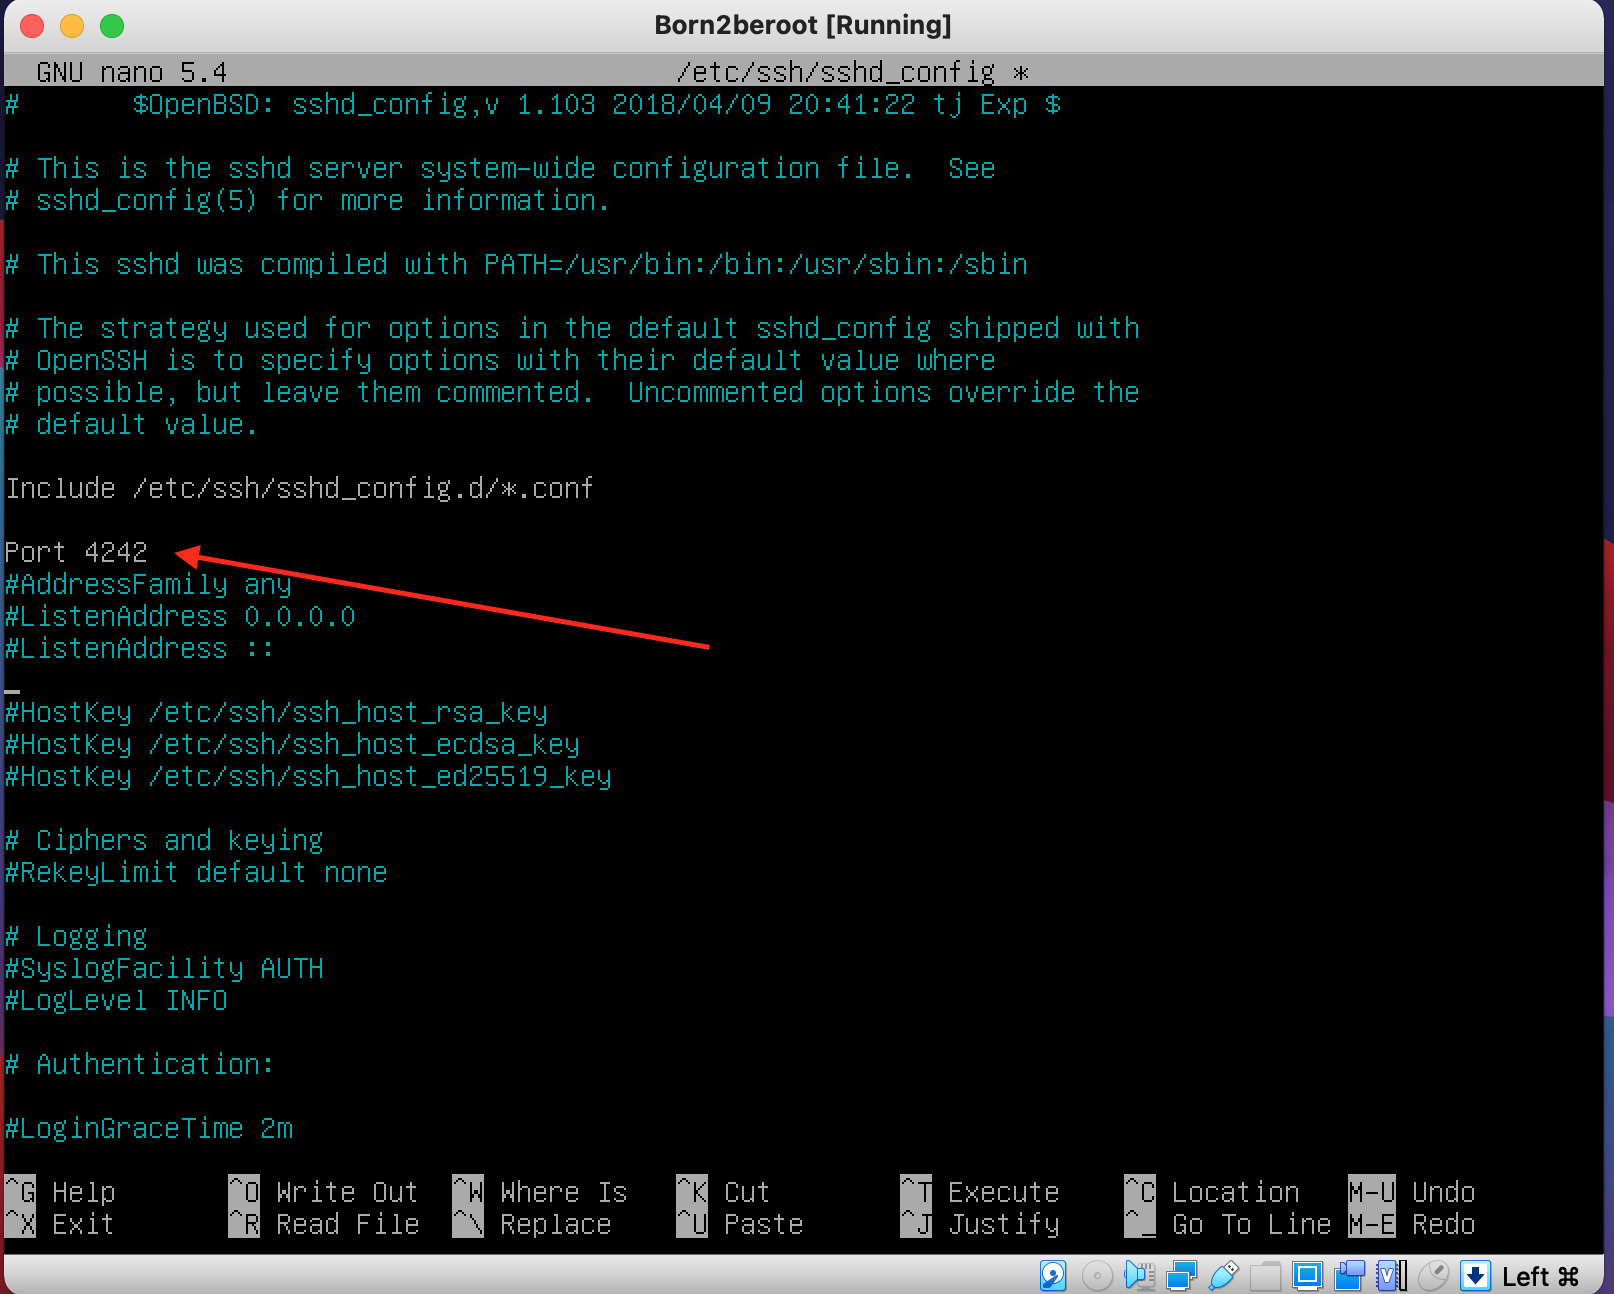 Born2beroot [Running]
GNU nano 5.4 /etc/ssh/sshd_config *
# $OpenBSD: sshd_config,v 1.103 2018/04/09 20:41:22 tj Exp $
# This is the sshd server system-wide configuration file.  See
# sshd_config(5) for more information.
# This sshd was compiled with PATH=/usr/bin:/bin:/usr/sbin:/sbin
# The strategy used for options in the default sshd_config shipped with
# OpenSSH is to specify options with their default value where
# possible, but leave them commented.  Uncommented options override the
# default value.
Include /etc/ssh/sshd_config.d/*.conf
Port 4242
#AddressFamily any
#ListenAddress 0.0.0.0
#ListenAddress ::
#HostKey /etc/ssh/ssh_host_rsa_key
#HostKey /etc/ssh/ssh_host_ecdsa_key
#HostKey /etc/ssh/ssh_host_ed25519_key
# Ciphers and keying
#RekeyLimit default none
# Logging
#SyslogFacility AUTH
#LogLevel INFO
# Authentication:
#LoginGraceTime 2m
^G Help ^O Write Out ^W Where Is ^K Cut ^T Execute ^C Location M-U Undo
^X Exit ^R Read File ^\ Replace ^U Paste ^J Justify ^_ Go To Line M-E Redo
Left ⌘